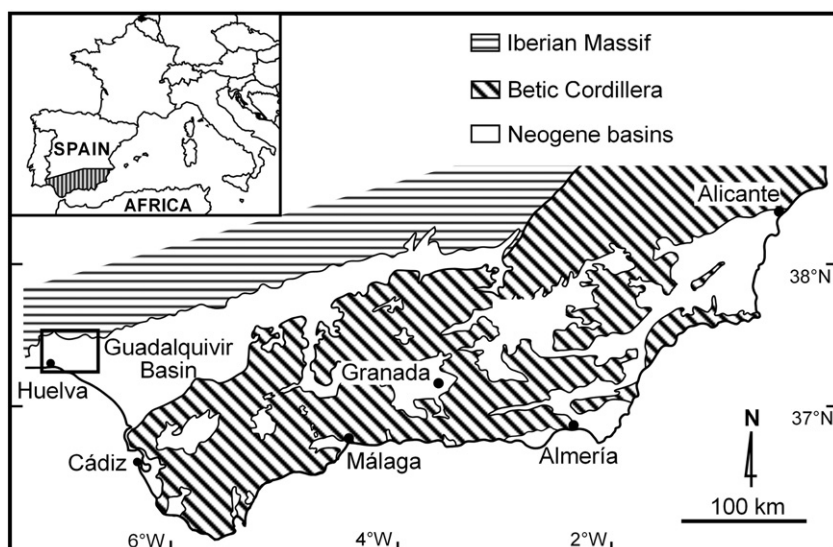 SPAIN
AFRICA
Iberian Massif
Betic Cordillera
Neogene basins
Alicante
38°N
Guadalquivir
Basin
Huelva
Granada
37°N
Cádiz
Málaga
Almería
N
100 km
6°W
4°W
2°W